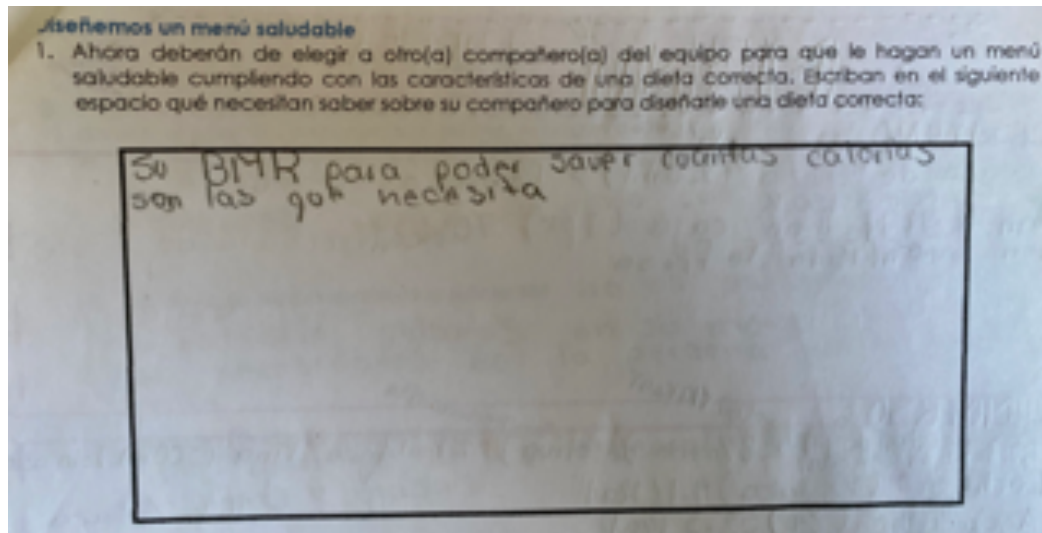 Diseñemos un menú saludable
1. Ahora deberán de elegir a otro(a) compañero(a) del equipo para que le hagan un menú
saludable cumpliendo con las características de una dieta correcta. Escriban en el siguiente
espacio qué necesitan saber sobre su compañero para diseñarle una dieta correcta:
Su BMR para poder saver cuantas calorias
son las que necesita